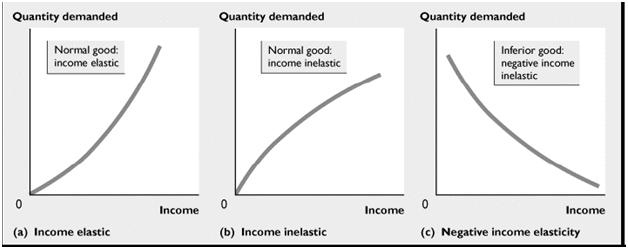 Quantity demanded
Normal good:
income elastic
0
Income
(a) Income elastic
Quantity demanded
Normal good:
income inelastic
0
Income
(b) Income inelastic
Quantity demanded
Inferior good:
negative income
inelastic
0
Income
(c) Negative income elasticity